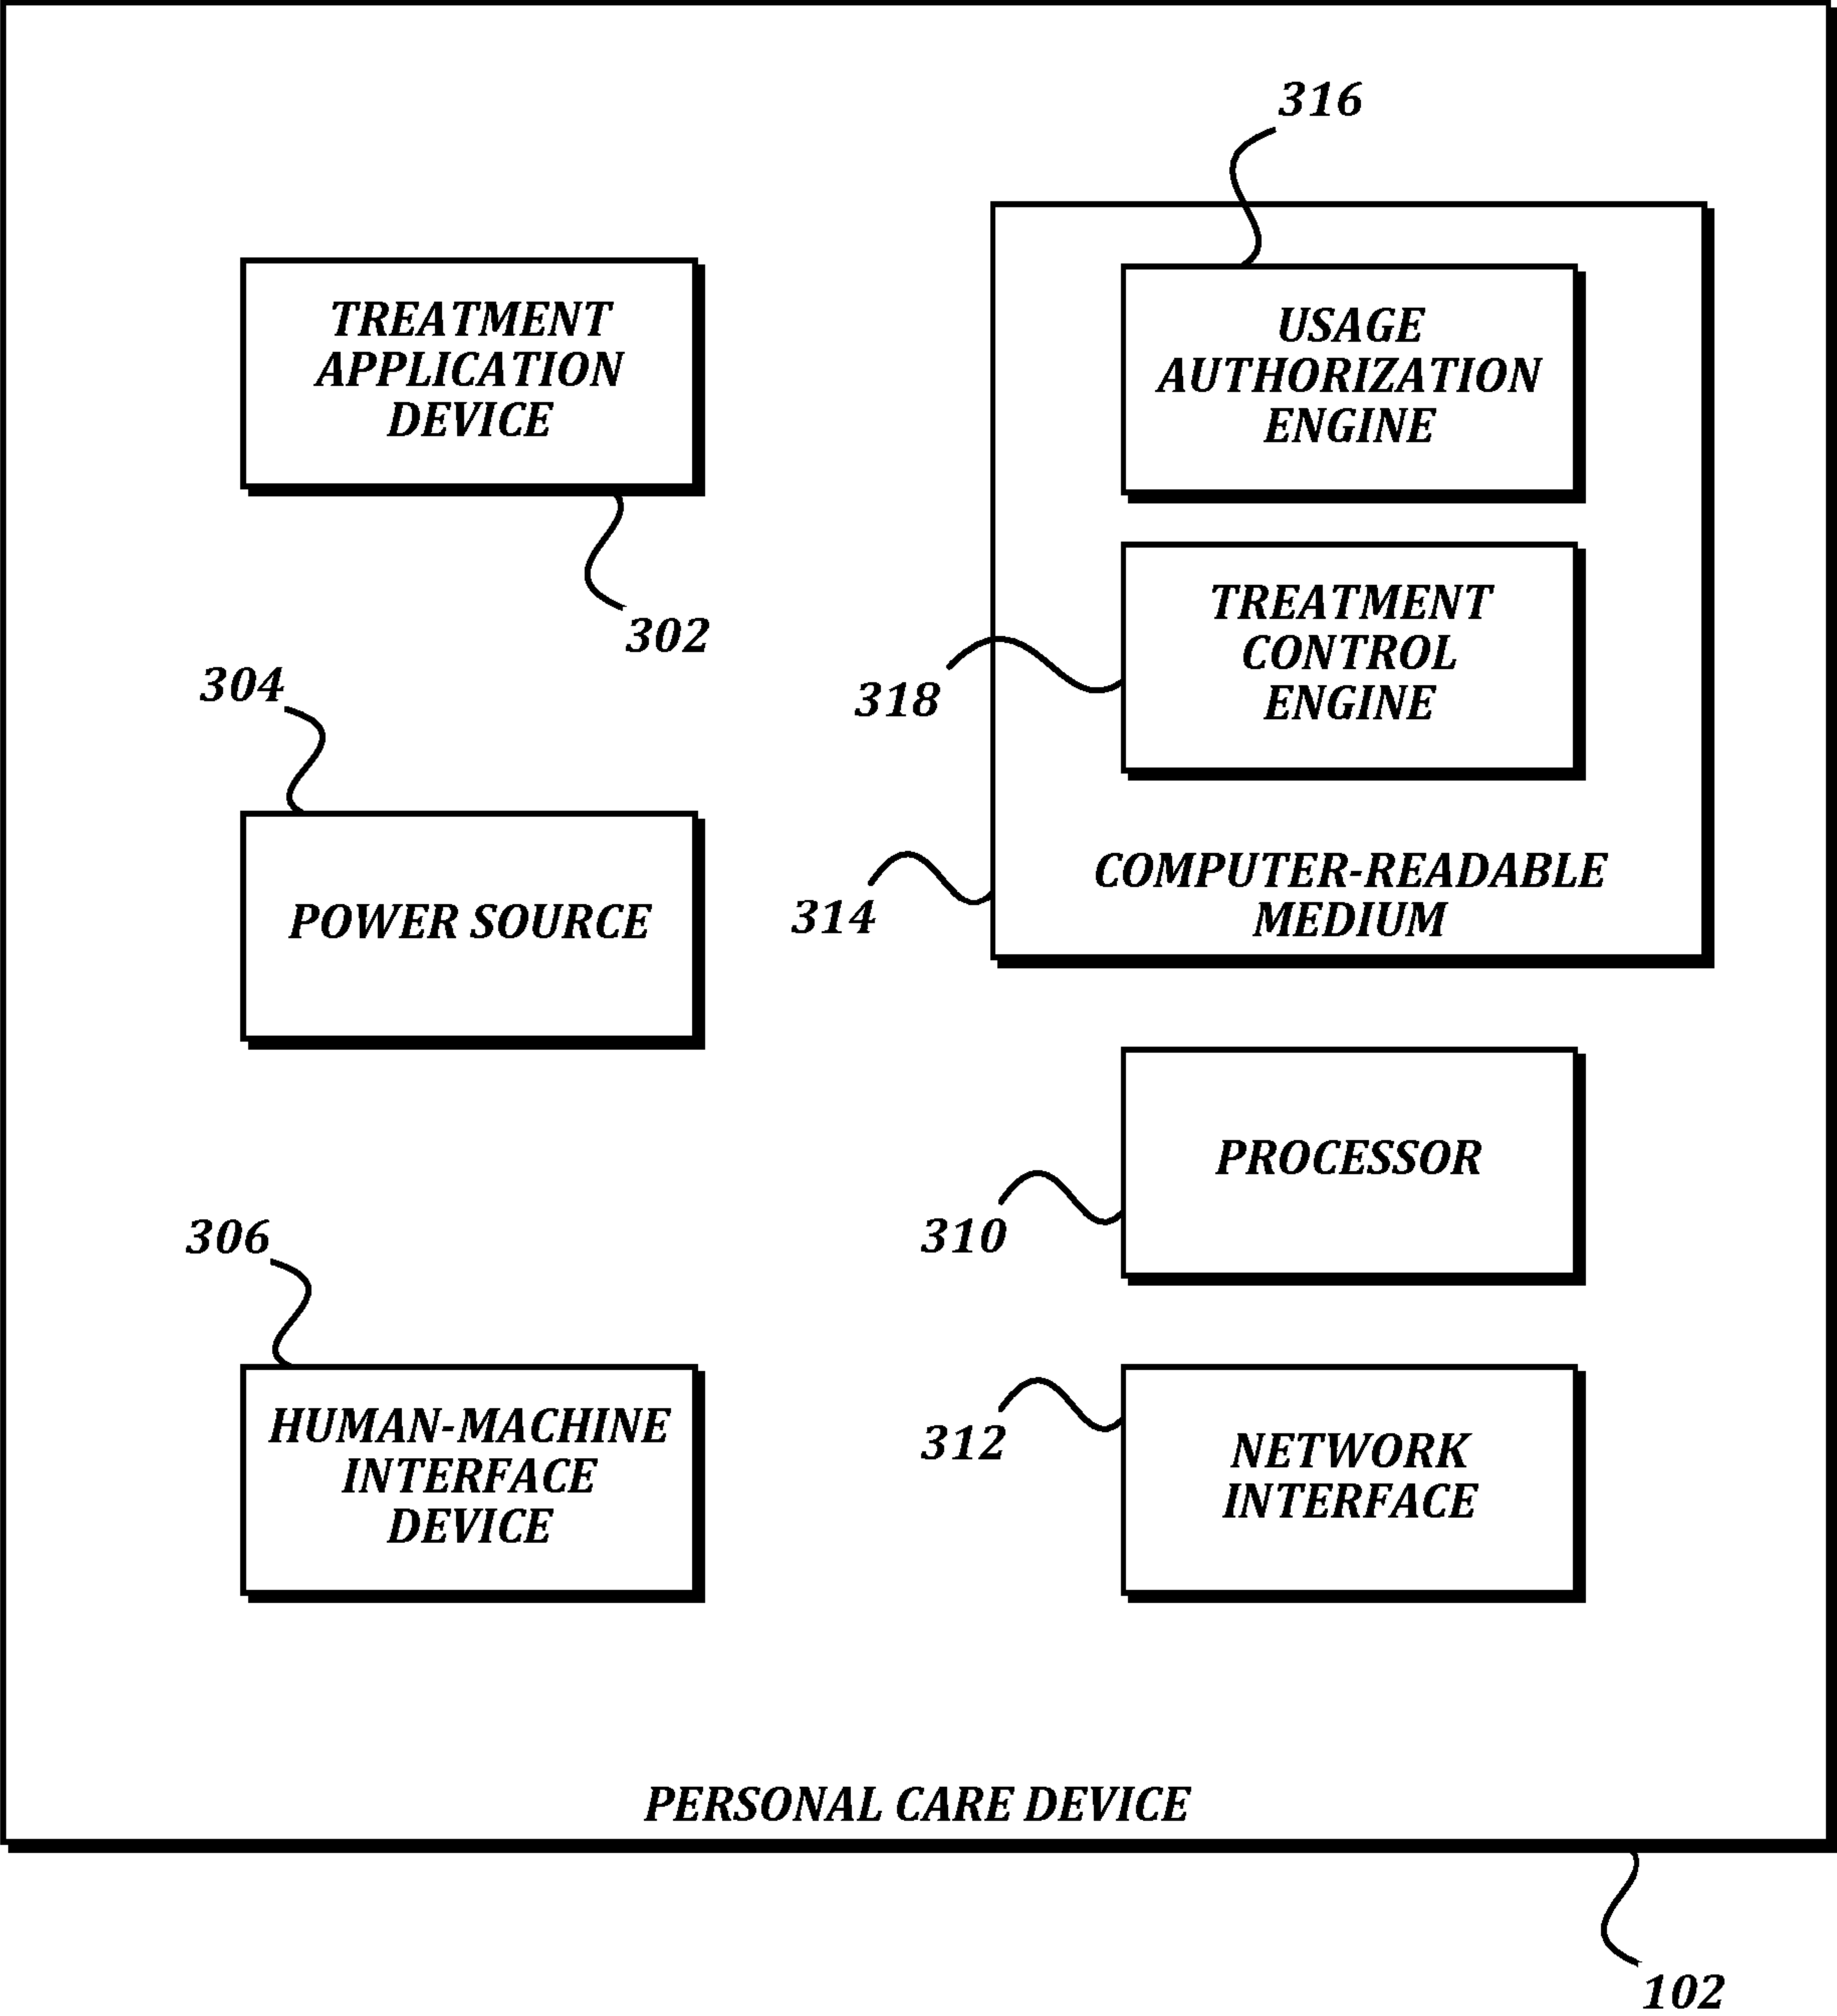 316
TREATMENT
APPLICATION
DEVICE
302
USAGE
AUTHORIZATION
ENGINE
TREATMENT
CONTROL
ENGINE
318
304
POWER SOURCE
COMPUTER-READABLE
MEDIUM
314
PROCESSOR
310
306
HUMAN-MACHINE
INTERFACE
DEVICE
312
NETWORK
INTERFACE
PERSONAL CARE DEVICE
102